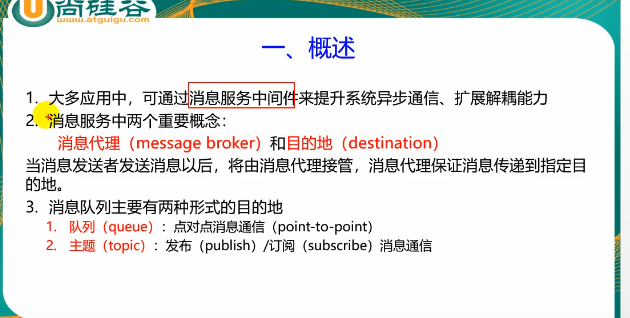 尚硅谷
www.atguigu.com
一、概述
1. 大多应用中，可通过消息服务中间件来提升系统异步通信、扩展解耦能力
2. 消息服务中两个重要概念：
消息代理（message broker）和目的地（destination）
当消息发送者发送消息以后，将由消息代理接管，消息代理保证消息传递到指定目
的地。
3. 消息队列主要有两种形式的目的地
1. 队列（queue）：点对点消息通信（point-to-point）
2. 主题（topic）：发布（publish）/订阅（subscribe）消息通信